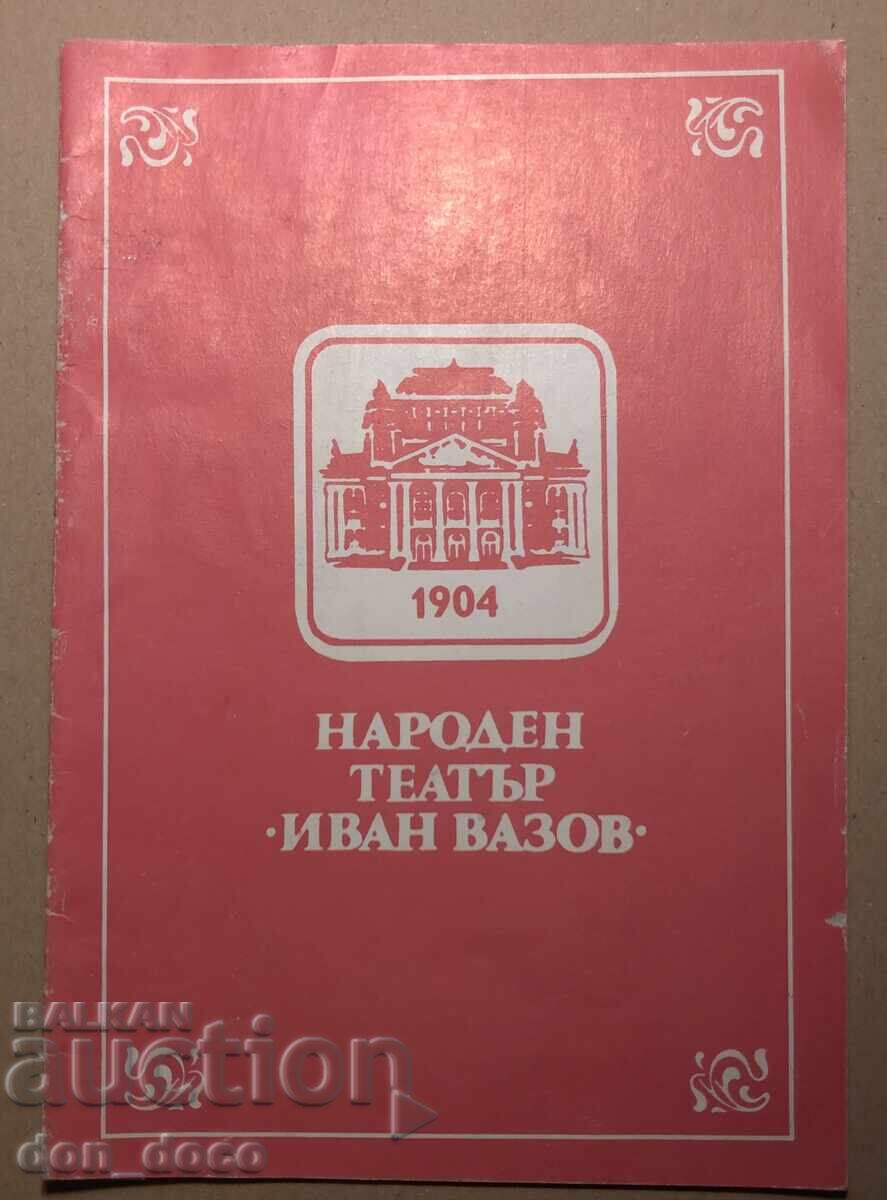 1904
НАРОДЕН
ТЕАТЪР
·ИВАН ВАЗОВ·
BALKAN
auction
don_doco